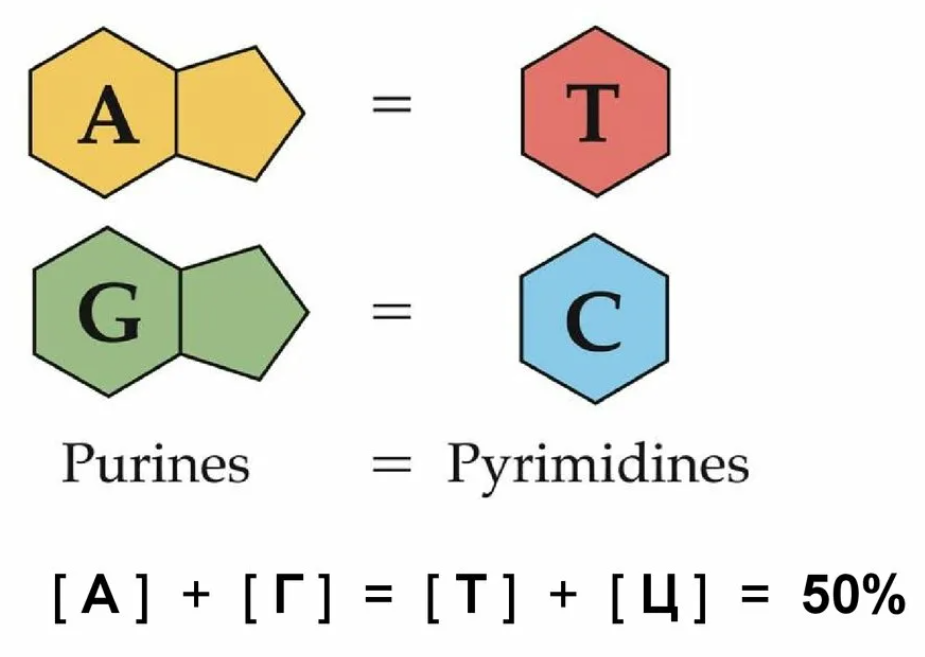 A = T
G = C
Purines = Pyrimidines
[ А ] + [ Г ] = [ Т ] + [ Ц ] = 50%